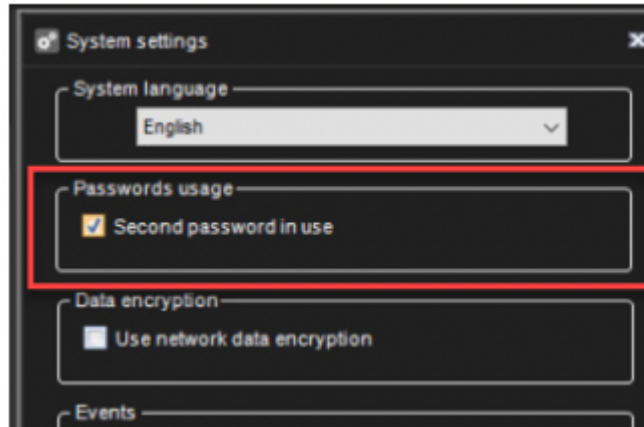 System settings
System language
English
Passwords usage
Second password in use
Data encryption
Use network data encryption
Events